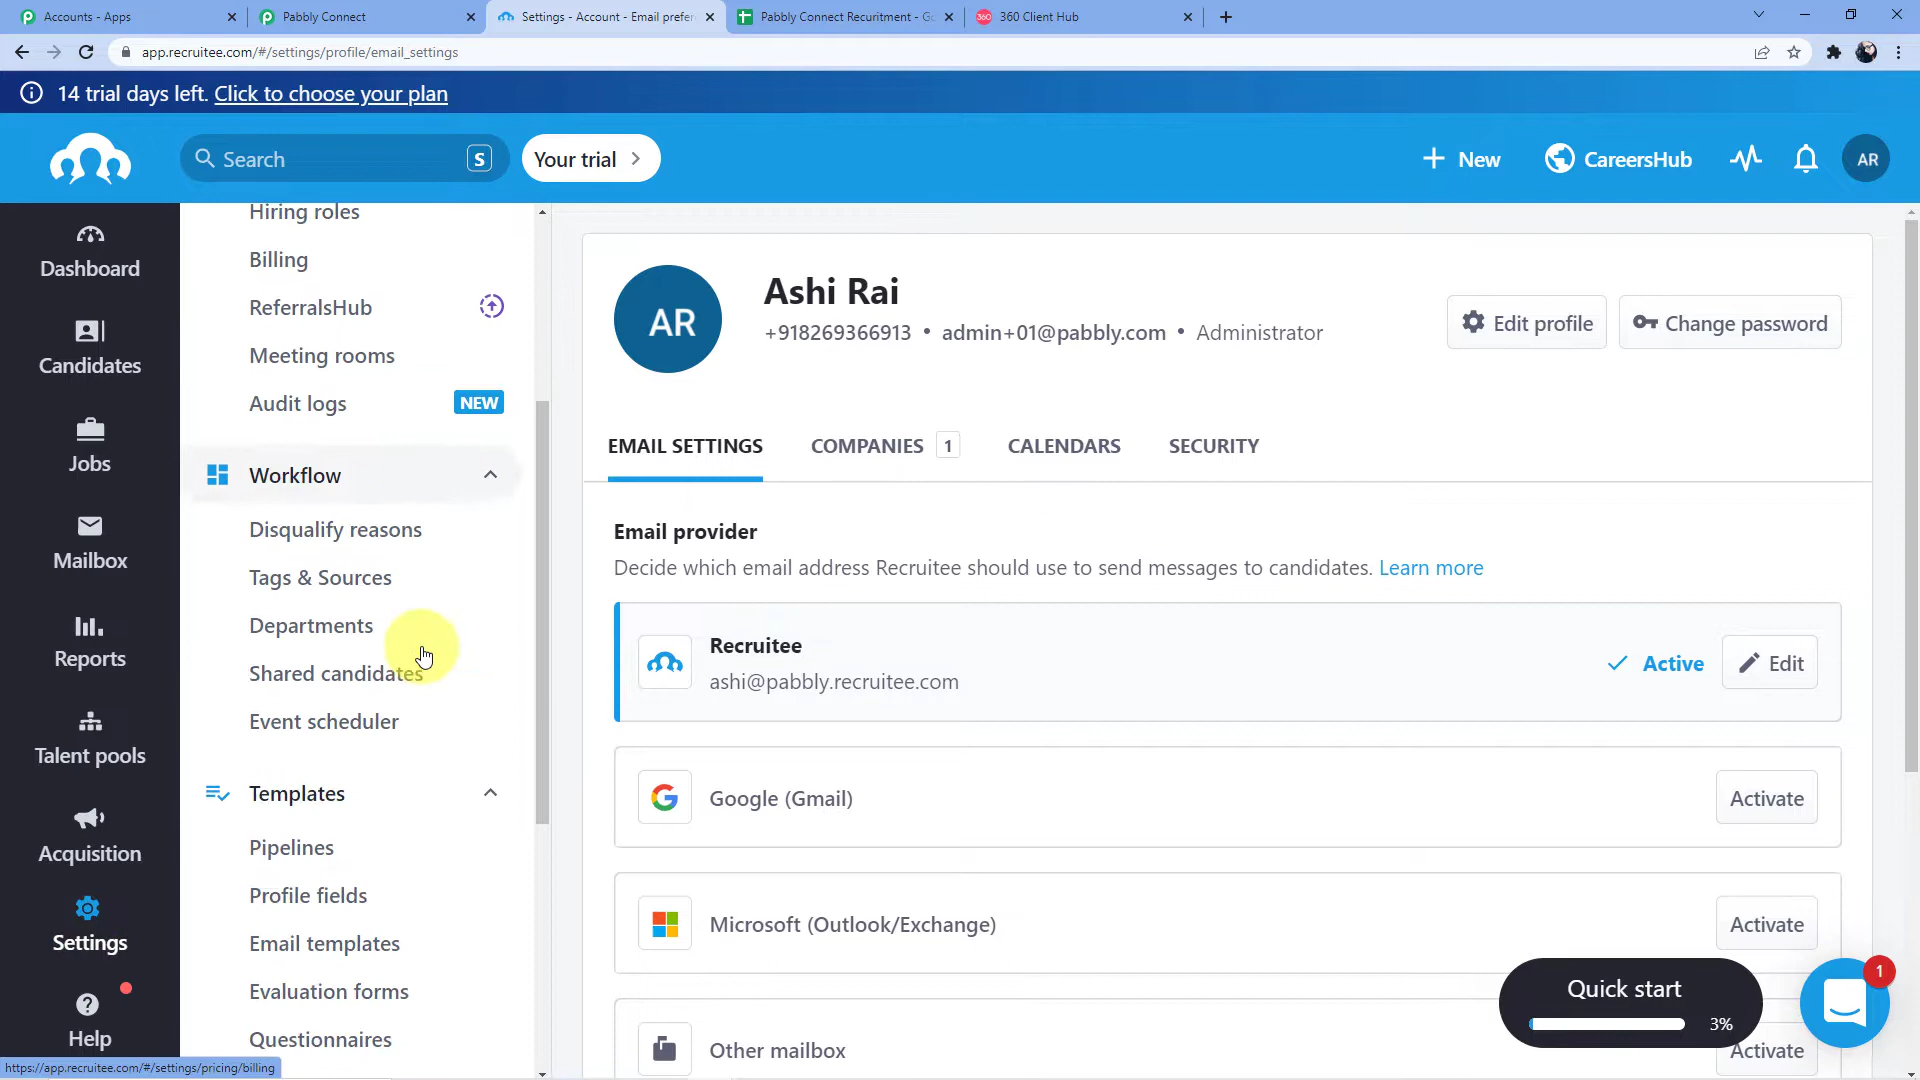 Accounts - Apps
Pabbly Connect
Settings - Account - Email prefer
Pabbly Connect Recuritment - Go
360
360 Client Hub
app.recruitee.com/#/settings/profile/email_settings
14 trial days left. Click to choose your plan
Search
S
Your trial
New
CareersHub
AR
Dashboard
Candidates
Jobs
Mailbox
Reports
Talent pools
Acquisition
Settings
Help
Hiring roles
Billing
ReferralsHub
Meeting rooms
Audit logs
NEW
Workflow
Disqualify reasons
Tags & Sources
Departments
Shared candidates
Event scheduler
Templates
Pipelines
Profile fields
Email templates
Evaluation forms
Questionnaires
AR
Ashi Rai
+918269366913 • admin+01@pabbly.com • Administrator
Edit profile
Change password
EMAIL SETTINGS
COMPANIES 1
CALENDARS
SECURITY
Email provider
Decide which email address Recruitee should use to send messages to candidates. Learn more
Recruitee
ashi@pabbly.recruitee.com
Active
Edit
Google (Gmail)
Activate
Microsoft (Outlook/Exchange)
Activate
Other mailbox
Activate
Quick start
3%
1
https://app.recruitee.com/#/settings/pricing/billing